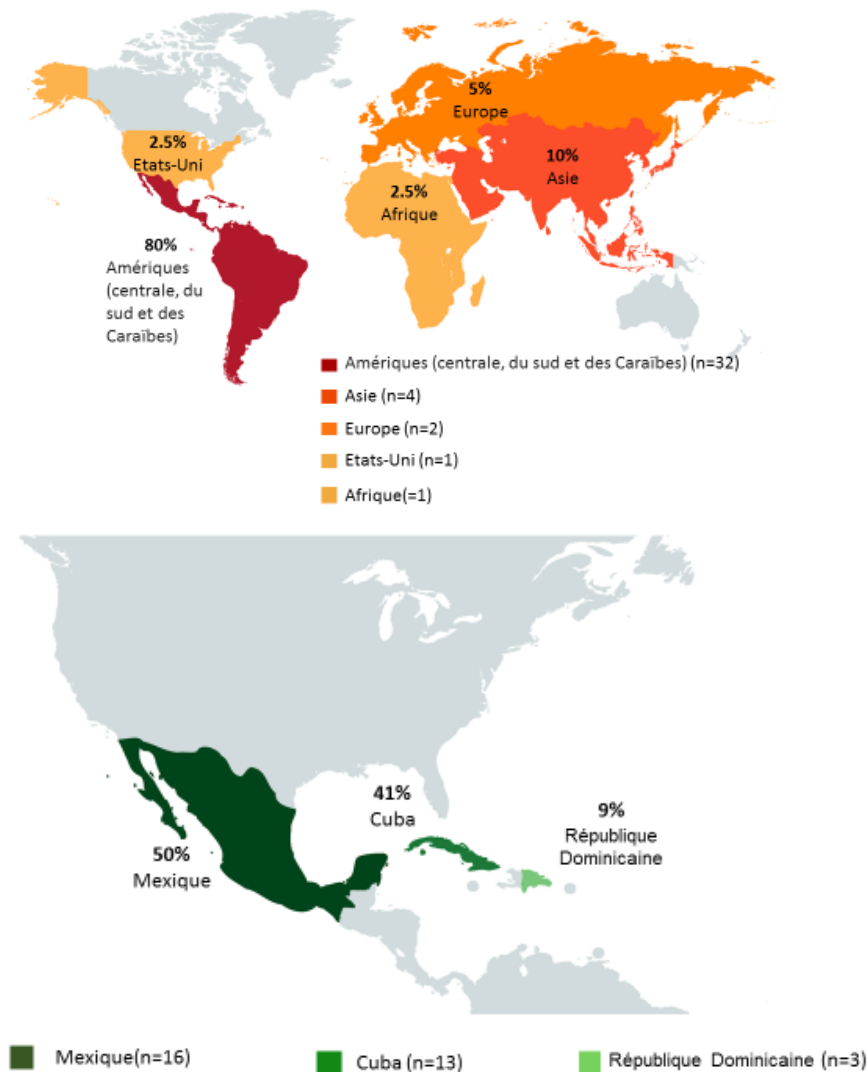 5%
Europe
2.5%
Etats-Uni
10%
Asie
2.5%
Afrique
80%
Amériques
(centrale, du
sud et des
Caraïbes)
Amériques (centrale, du sud et des Caraïbes) (n=32)
Asie (n=4)
Europe (n=2)
Etats-Uni (n=1)
Afrique(=1)
41%
Cuba
9%
République
Dominicaine
50%
Mexique
Mexique(n=16)
Cuba (n=13)
République Dominicaine (n=3)